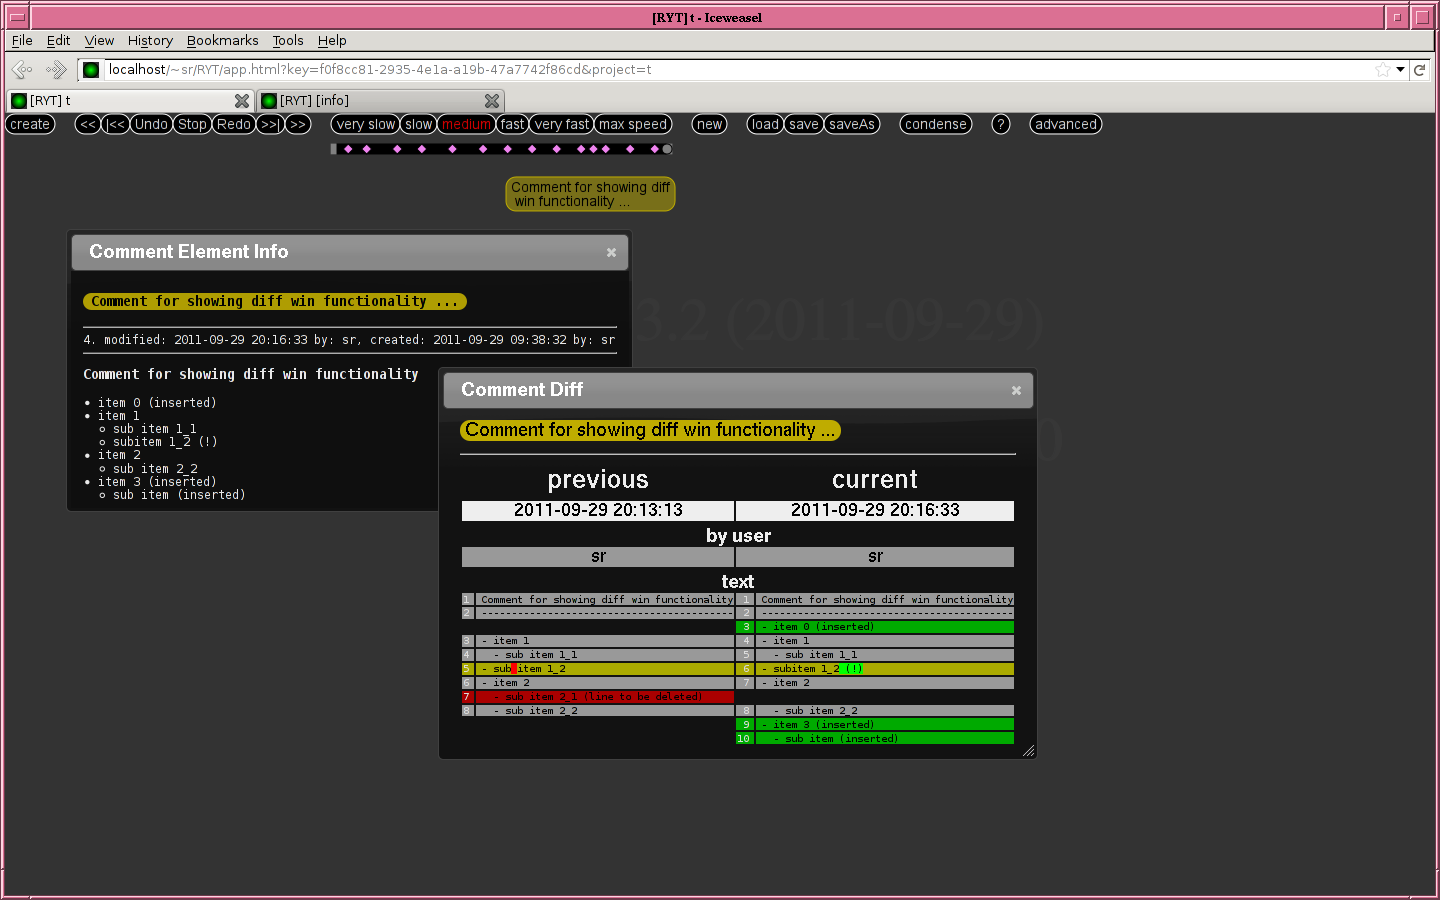 [RYT] t - Iceweasel
File Edit View History Bookmarks Tools Help
localhost/~sr/RYT/app.html?key=f0f8cc81-2935-4e1a-a19b-47a7742f86cd&project=t
[RYT] t [RYT] [info]
create << |<< Undo Stop Redo >>| >> very slow slow medium fast very fast max speed new load save saveAs condense ? advanced
Comment for showing diff
win functionality ...
Comment Element Info
Comment for showing diff win functionality ...
3.2 (2011-09-29)
4. modified: 2011-09-29 20:16:33 by: sr, created: 2011-09-29 09:38:32 by: sr
Comment for showing diff win functionality
• item 0 (inserted)
• item 1
◦ sub item 1_1
◦ subitem 1_2 (!)
• item 2
◦ sub item 2_2
• item 3 (inserted)
◦ sub item (inserted)
Comment Diff
Comment for showing diff win functionality ...
previous current
2011-09-29 20:13:13 2011-09-29 20:16:33
by user
sr sr
text
1 Comment for showing diff win functionality 1 Comment for showing diff win functionality
2 ------------------------------------------ 2 ------------------------------------------
3 - item 0 (inserted)
3 - item 1 4 - item 1
4 - sub item 1_1 5 - sub item 1_1
5 - sub item 1_2 6 - subitem 1_2 (!)
6 - item 2 7 - item 2
7 - sub item 2_1 (line to be deleted)
8 - sub item 2_2 8 - sub item 2_2
9 - item 3 (inserted)
10 - sub item (inserted)